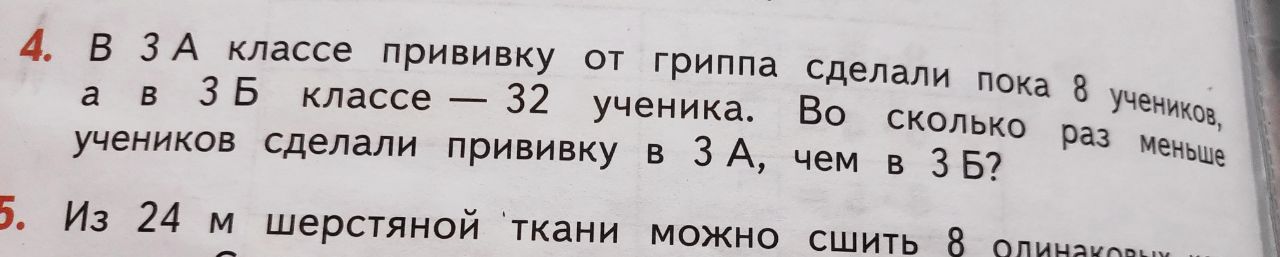 4. В 3 А классе прививку от гриппа сделали пока 8 учеников,
а в 3 Б классе — 32 ученика. Во сколько раз меньше
учеников сделали прививку в 3 А, чем в 3 Б?
5. Из 24 м шерстяной ткани можно сшить 8 одинаковых